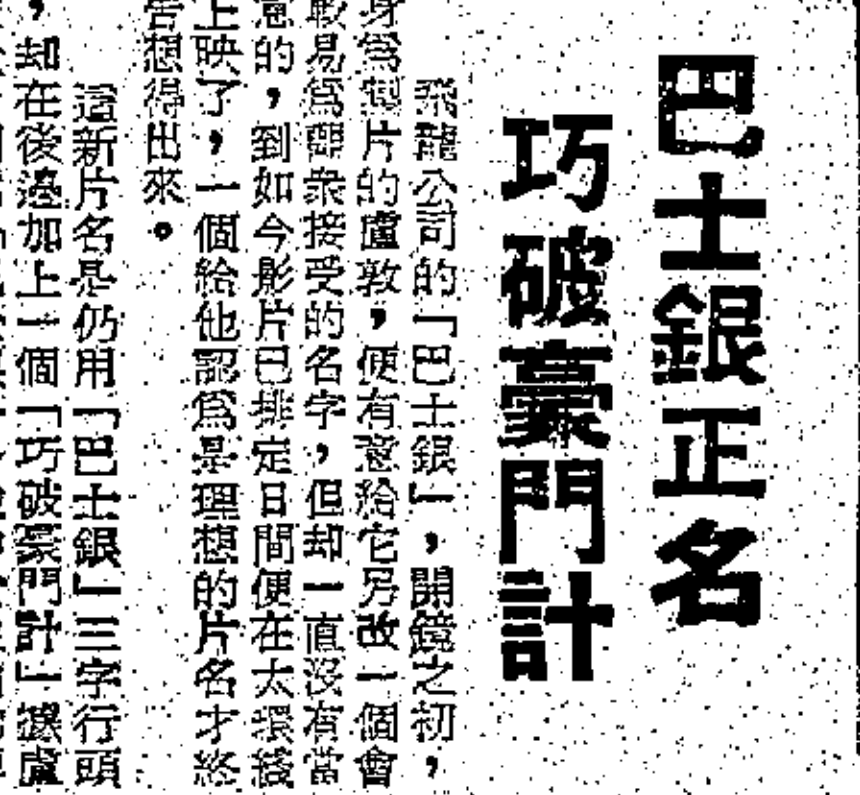 巴士銀正名
巧破豪門計
飛龍公司的「巴士銀」，開鏡之初，
身爲製片的盧敦，便有意給它另改一個會
較易爲觀衆接受的名字，但却一直沒有當
意的，到如今影片已排定日間便在太環綫
上映了，一個給他認爲是理想的片名才終
告想得出來。
這新片名是仍用「巴士銀」三字行頭
，却在後邊加上一個「巧破豪門計」據盧